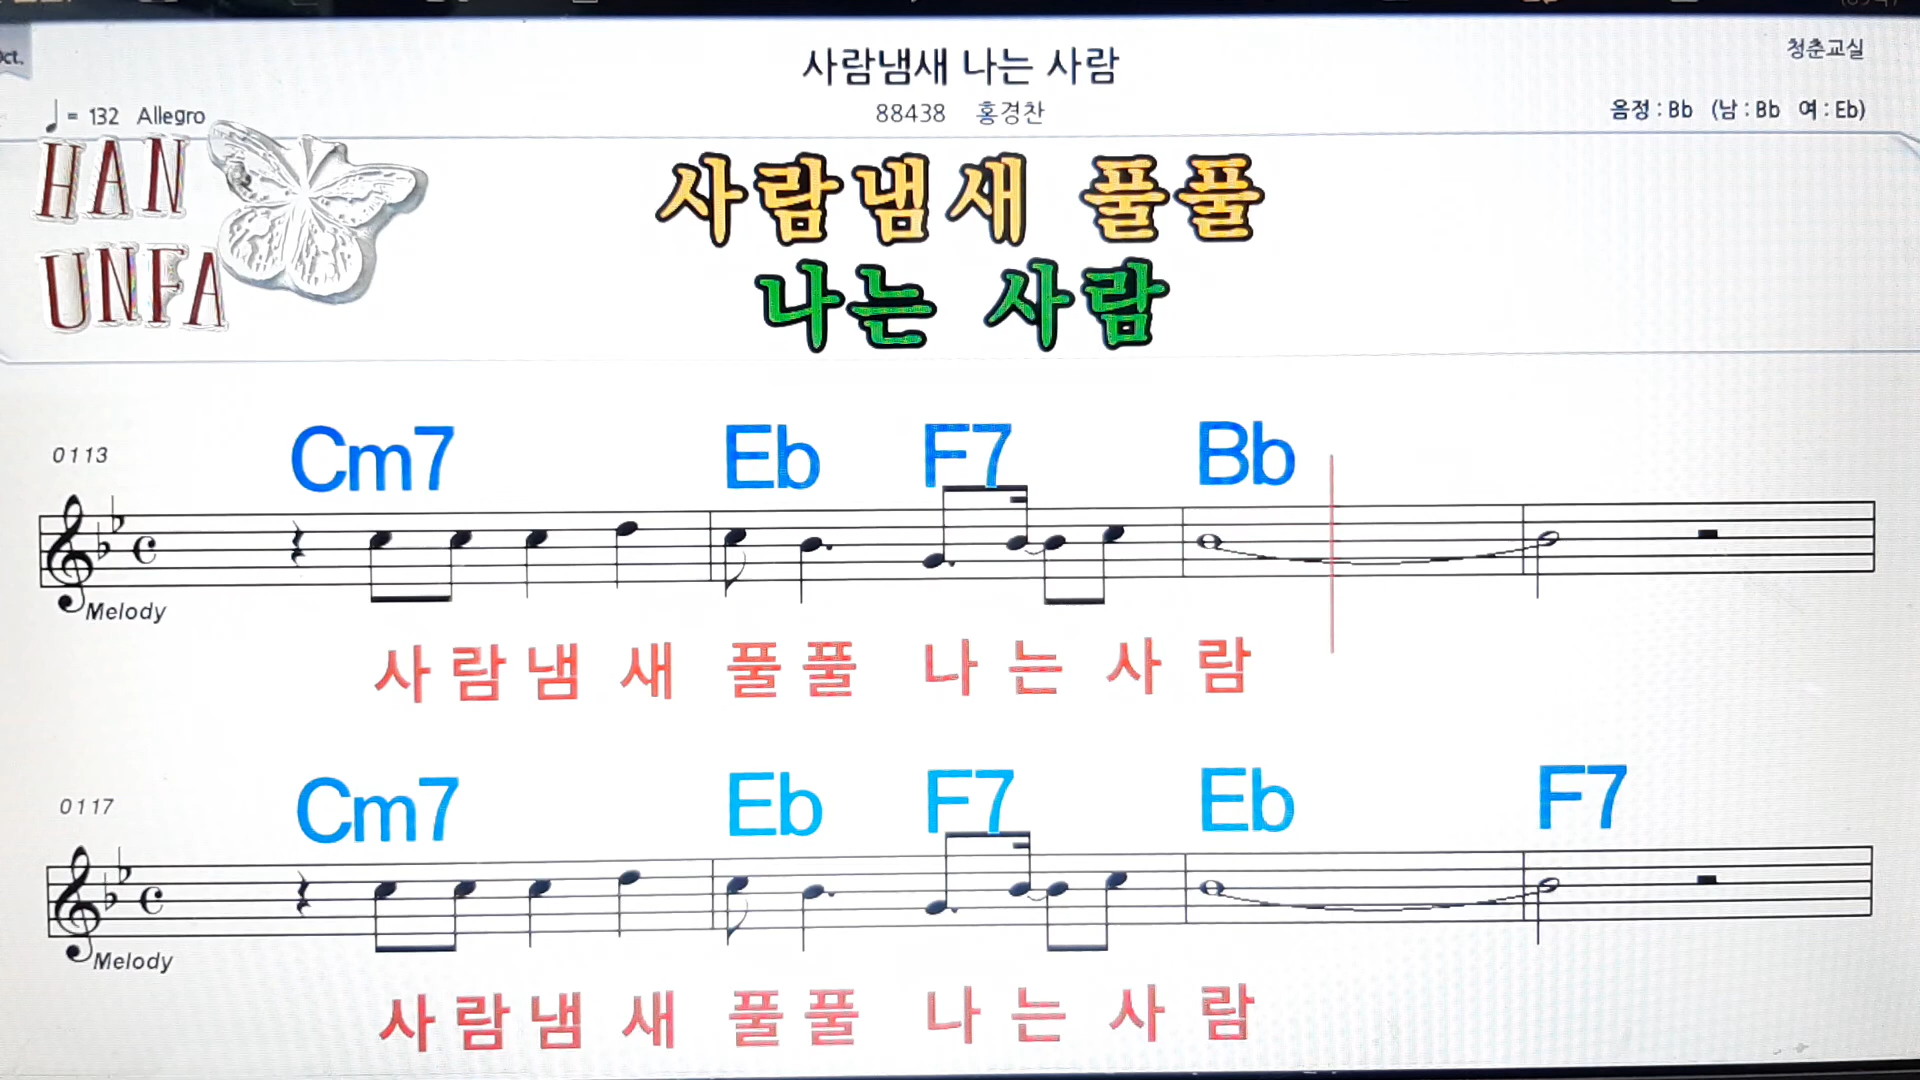 사람냄새 나는 사람
청춘교실
= 132 Allegro
88438 홍경찬
음정 : Bb (남 : Bb 여 : Eb)
HAN
UNFA
사람냄새 풀풀
나는 사람
0113
Cm7 Eb F7 Bb
Melody
사 람 냄 새 풀 풀 나 는 사 람
0117
Cm7 Eb F7 Eb F7
Melody
사 람 냄 새 풀 풀 나 는 사 람